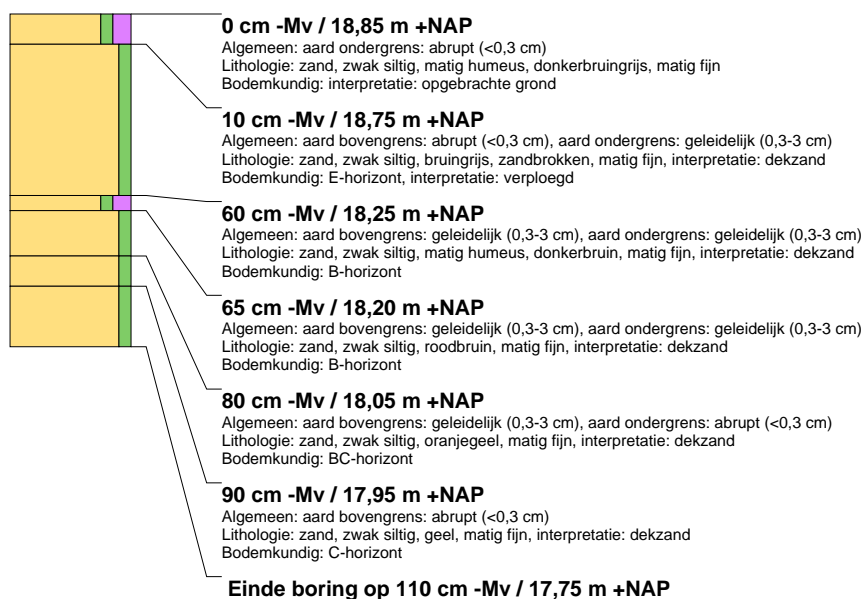 0 cm -Mv / 18,85 m +NAP
Algemeen: aard ondergrens: abrupt (<0,3 cm)
Lithologie: zand, zwak siltig, matig humeus, donkerbruingrijs, matig fijn
Bodemkundig: interpretatie: opgebrachte grond
10 cm -Mv / 18,75 m +NAP
Algemeen: aard bovengrens: abrupt (<0,3 cm), aard ondergrens: geleidelijk (0,3-3 cm)
Lithologie: zand, zwak siltig, bruingrijs, zandbrokken, matig fijn, interpretatie: dekzand
Bodemkundig: E-horizont, interpretatie: verploegd
60 cm -Mv / 18,25 m +NAP
Algemeen: aard bovengrens: geleidelijk (0,3-3 cm), aard ondergrens: geleidelijk (0,3-3 cm)
Lithologie: zand, zwak siltig, matig humeus, donkerbruin, matig fijn, interpretatie: dekzand
Bodemkundig: B-horizont
65 cm -Mv / 18,20 m +NAP
Algemeen: aard bovengrens: geleidelijk (0,3-3 cm), aard ondergrens: geleidelijk (0,3-3 cm)
Lithologie: zand, zwak siltig, roodbruin, matig fijn, interpretatie: dekzand
Bodemkundig: B-horizont
80 cm -Mv / 18,05 m +NAP
Algemeen: aard bovengrens: geleidelijk (0,3-3 cm), aard ondergrens: abrupt (<0,3 cm)
Lithologie: zand, zwak siltig, oranjegeel, matig fijn, interpretatie: dekzand
Bodemkundig: BC-horizont
90 cm -Mv / 17,95 m +NAP
Algemeen: aard bovengrens: abrupt (<0,3 cm)
Lithologie: zand, zwak siltig, geel, matig fijn, interpretatie: dekzand
Bodemkundig: C-horizont
Einde boring op 110 cm -Mv / 17,75 m +NAP